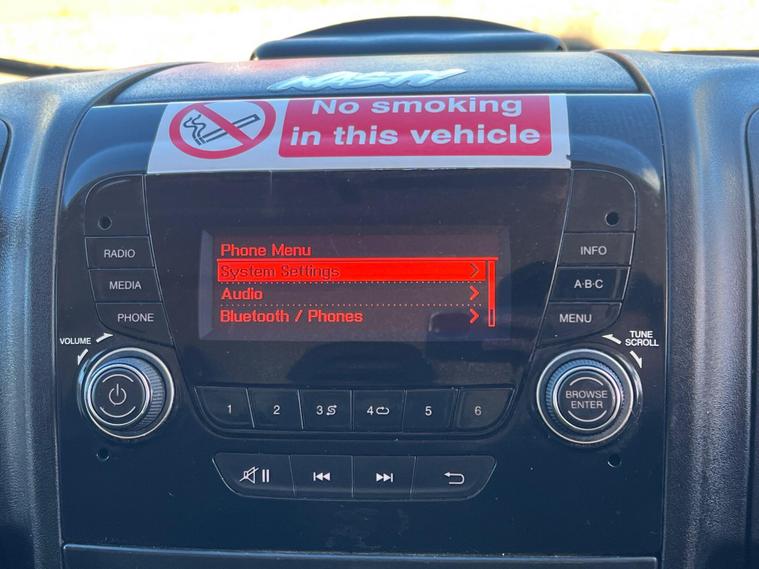 NASTY
No smoking
in this vehicle
Phone Menu
System Settings
Audio
Bluetooth / Phones
RADIO
MEDIA
PHONE
VOLUME
INFO
A·B·C
MENU
TUNE
SCROLL
BROWSE
ENTER
1 2 3 4 5 6